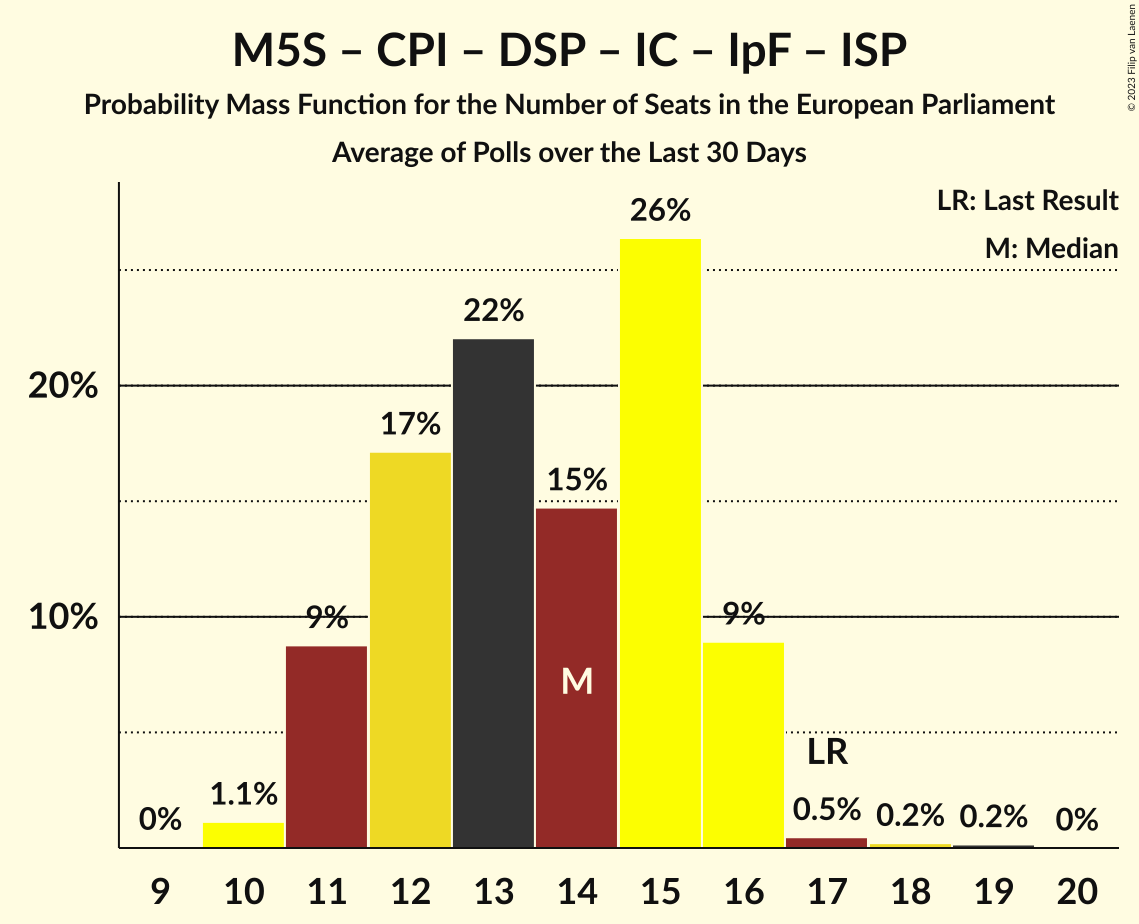 M5S – CPI – DSP – IC – IpF – ISP
Probability Mass Function for the Number of Seats in the European Parliament
Average of Polls over the Last 30 Days
© 2023 Filip van Laenen
LR: Last Result
M: Median
26%
22%
20%
17%
15%
10%
9%
9%
M
LR
0%
1.1%
0.5%
0.2%
0.2%
0%
9 10 11 12 13 14 15 16 17 18 19 20